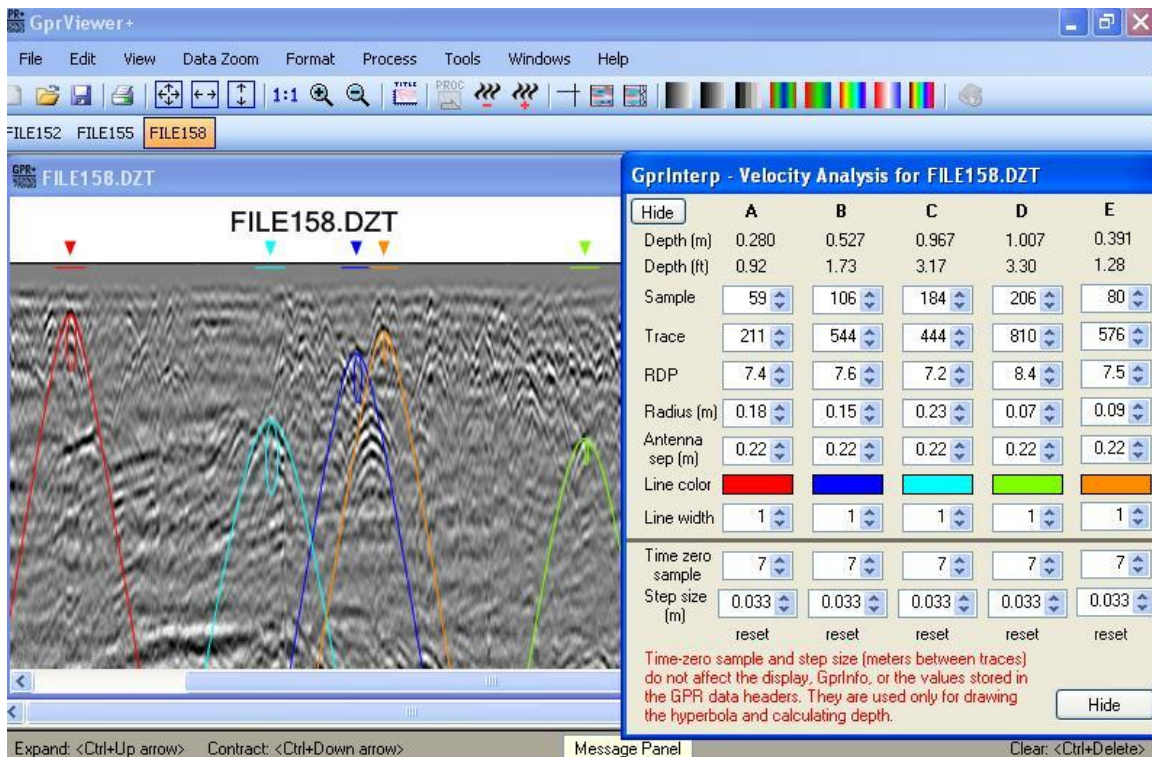 GprViewer+
File Edit View Data Zoom Format Process Tools Windows Help
1:1 TITLE PROC
FILE152 FILE155 FILE158
GPR+ FILE158.DZT
FILE158.DZT
GprInterp - Velocity Analysis for FILE158.DZT
Hide A B C D E
Depth (m) 0.280 0.527 0.967 1.007 0.391
Depth (ft) 0.92 1.73 3.17 3.30 1.28
Sample 59 106 184 206 80
Trace 211 544 444 810 576
RDP 7.4 7.6 7.2 8.4 7.5
Radius (m) 0.18 0.15 0.23 0.07 0.09
Antenna
sep (m) 0.22 0.22 0.22 0.22 0.22
Line color
Line width 1 1 1 1 1
Time zero
sample 7 7 7 7 7
Step size
(m) 0.033 0.033 0.033 0.033 0.033
reset reset reset reset reset
Time-zero sample and step size (meters between traces)
do not affect the display, GprInfo, or the values stored in
the GPR data headers. They are used only for drawing
the hyperbola and calculating depth.
Hide
Expand: <Ctrl+Up arrow> Contract: <Ctrl+Down arrow> Message Panel Clear: <Ctrl+Delete>